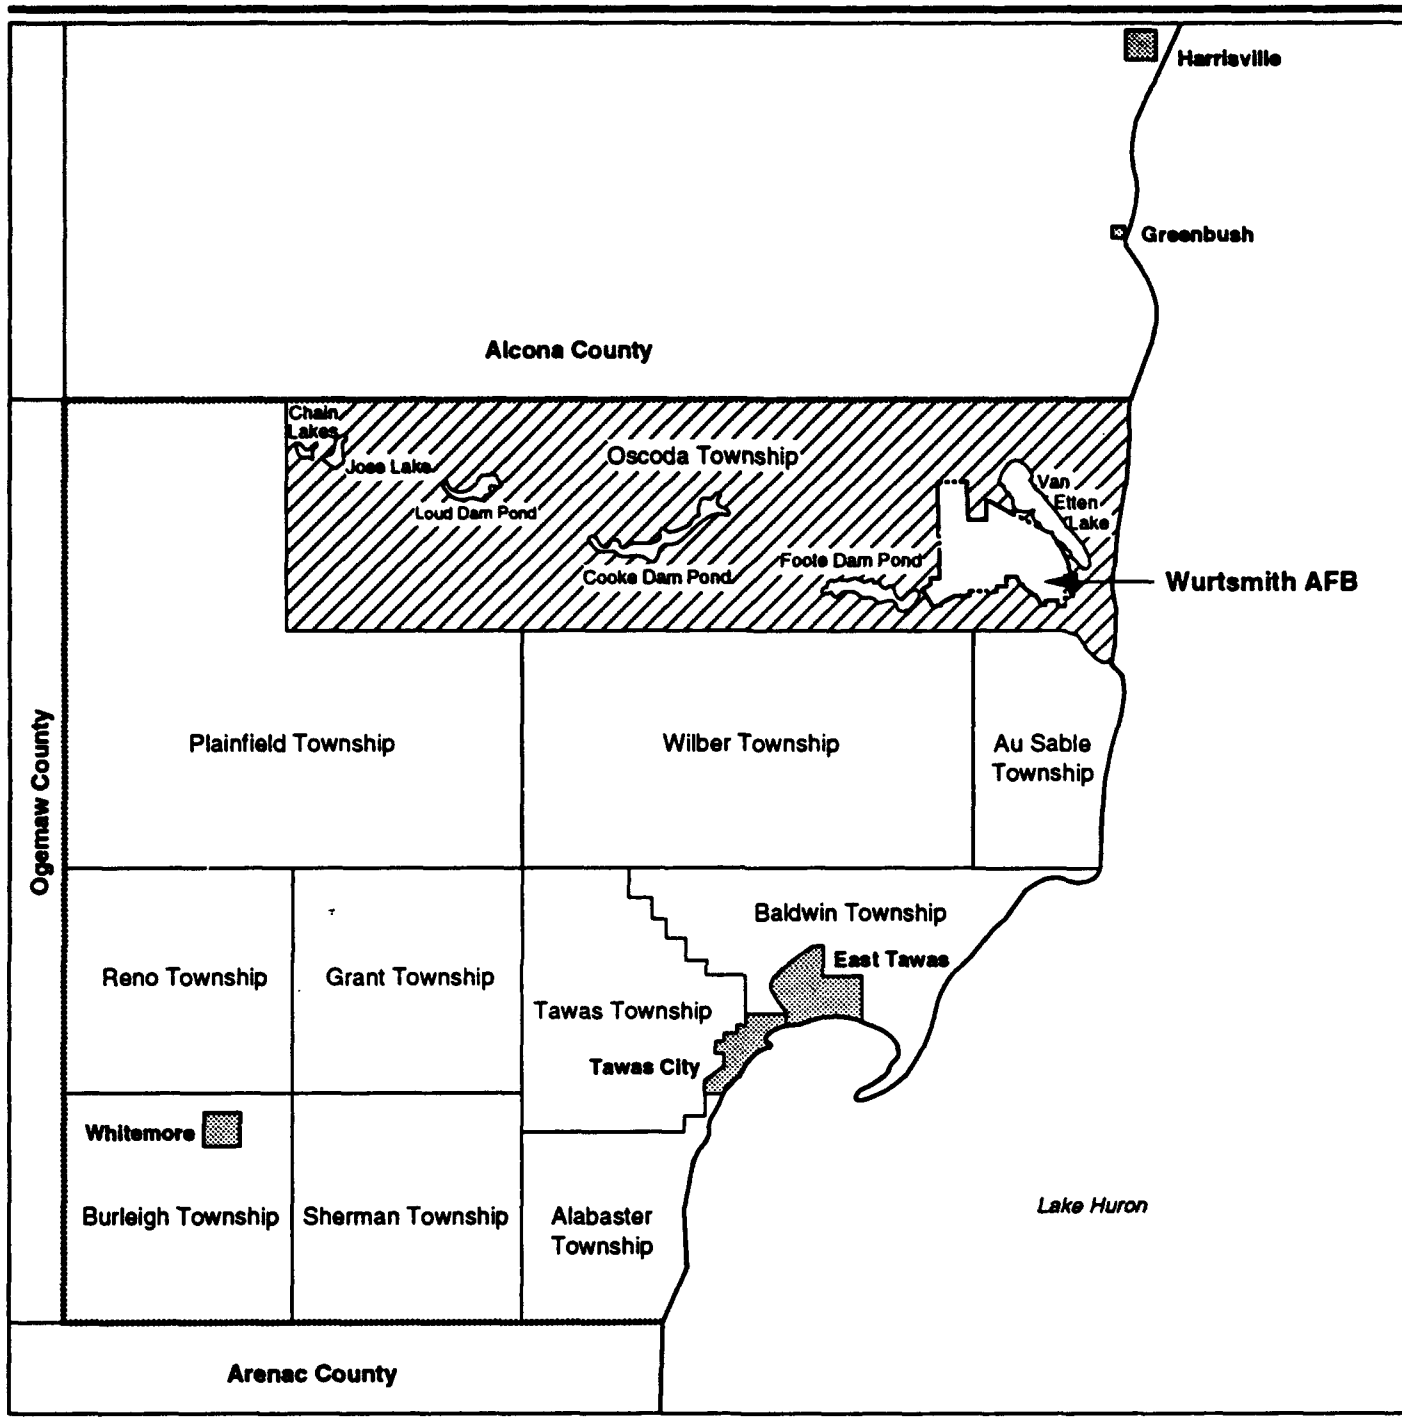 Harrisville
Greenbush
Alcona County
Chain
Lakes
Jose Lake
Oscoda Township
Loud Dam Pond
Van
Etten
Lake
Cooke Dam Pond
Foote Dam Pond
Wurtsmith AFB
Ogemaw County
Plainfield Township
Wilber Township
Au Sable
Township
Baldwin Township
East Tawas
Reno Township
Grant Township
Tawas Township
Tawas City
Whitemore
Burleigh Township
Sherman Township
Alabaster
Township
Lake Huron
Arenac County